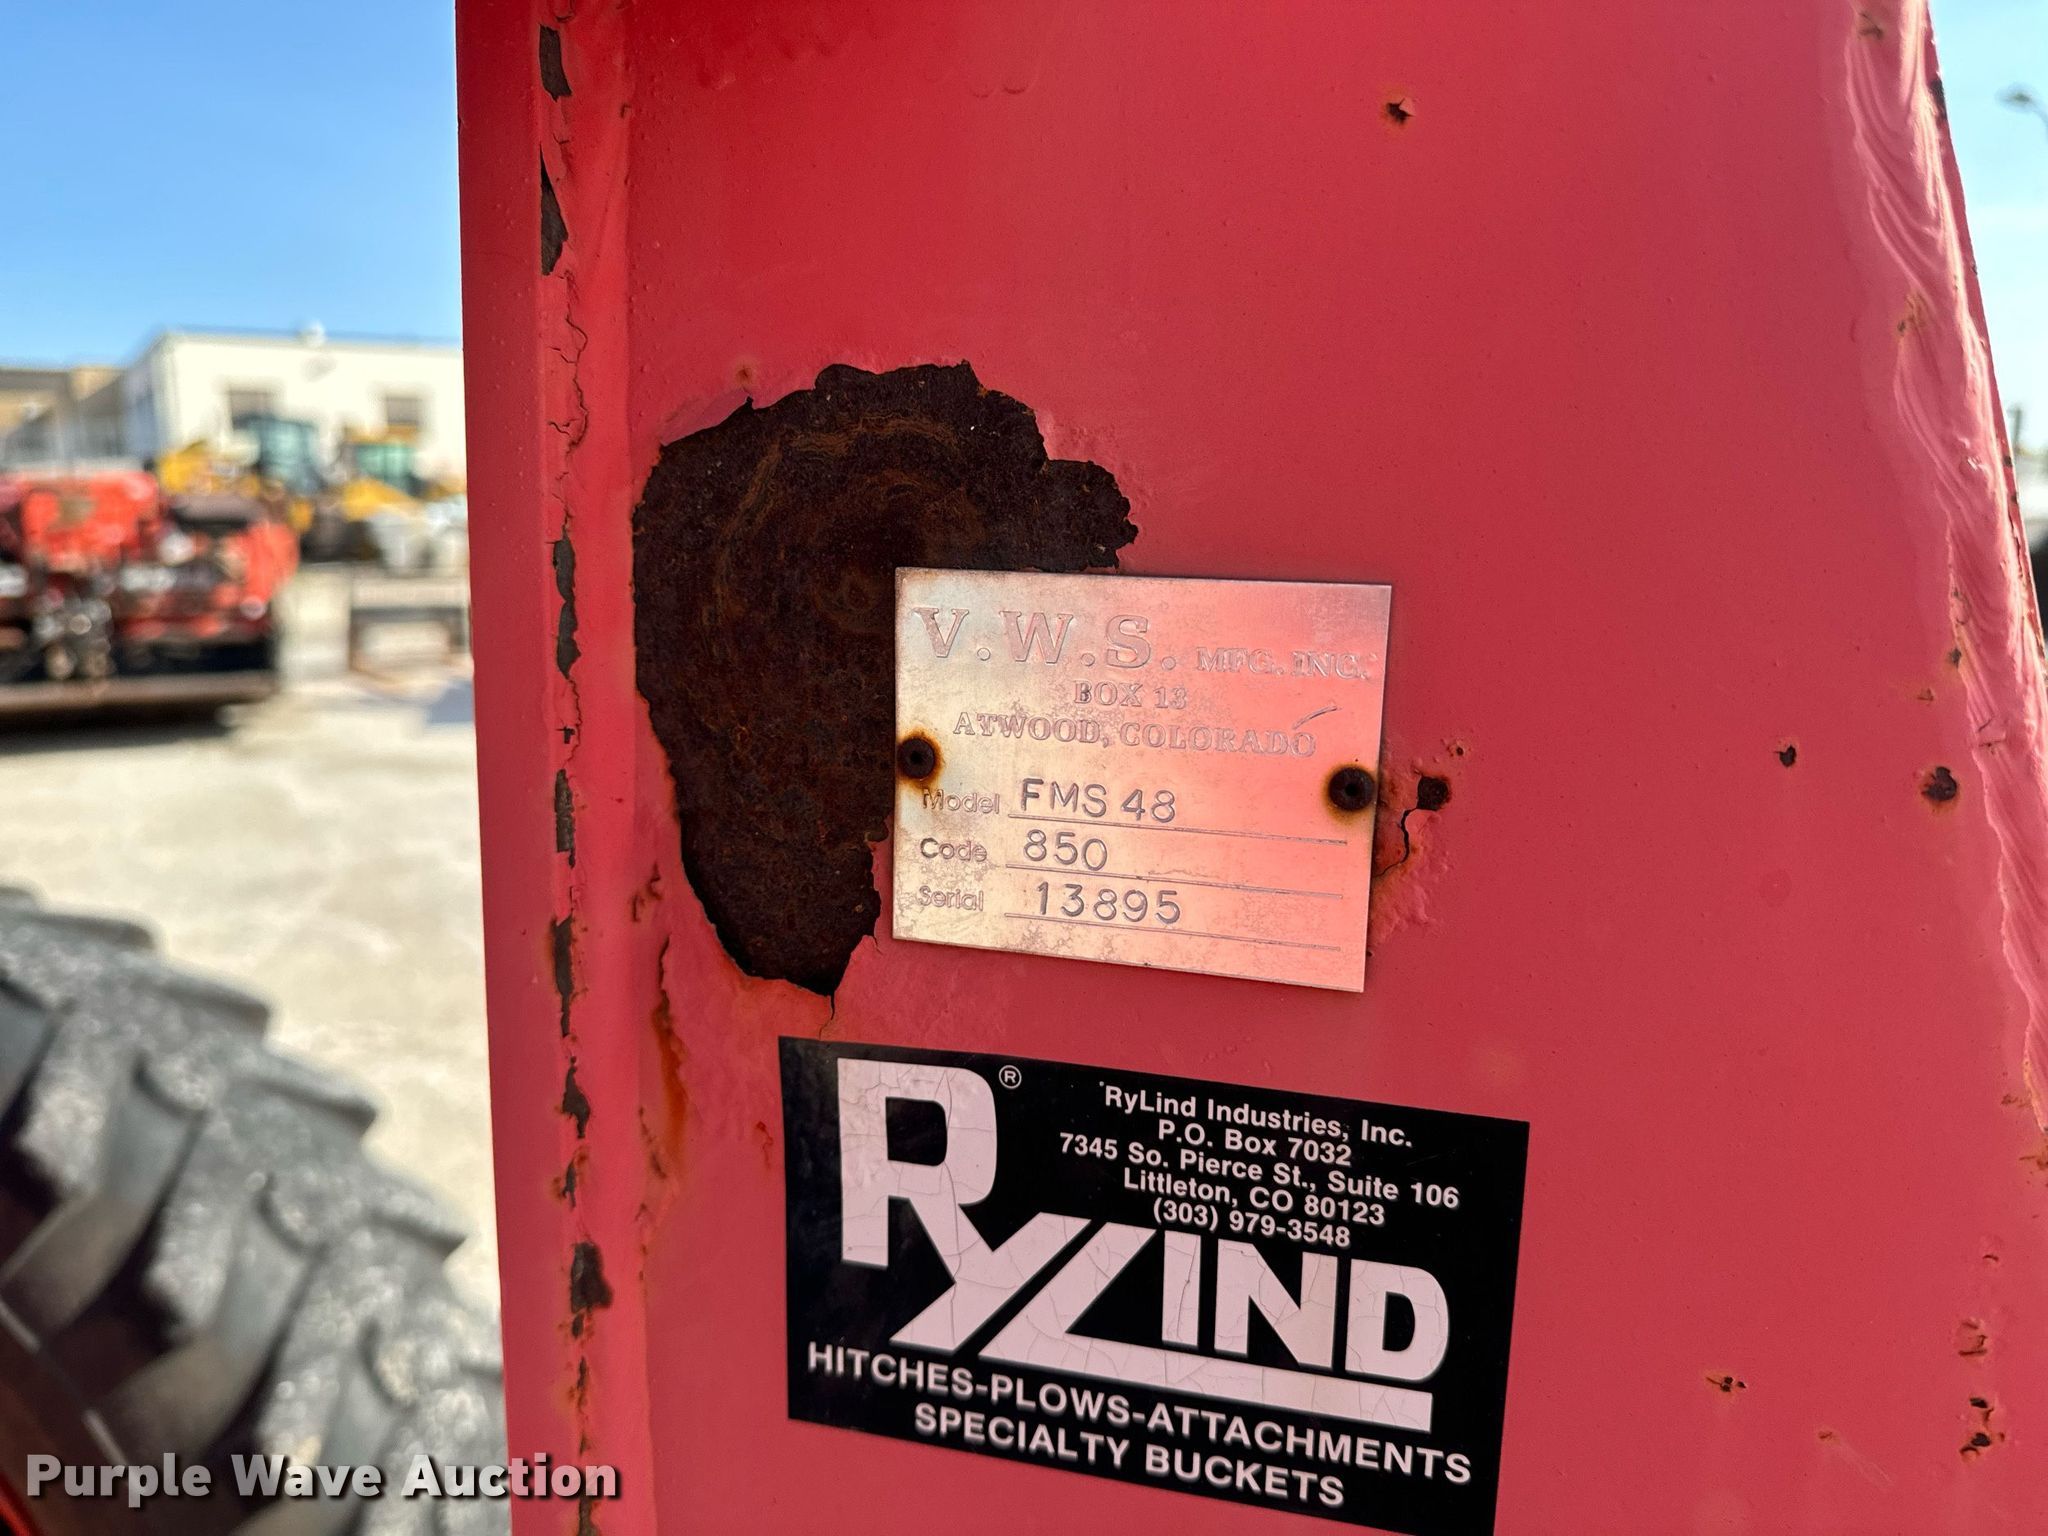 V.W.S. MFG. INC.
BOX 13
ATWOOD, COLORADO
Model FMS 48
Code 850
Serial 13895
®
RyLind Industries, Inc.
P.O. Box 7032
7345 So. Pierce St., Suite 106
Littleton, CO 80123
(303) 979-3548
RYLIND
HITCHES-PLOWS-ATTACHMENTS
SPECIALTY BUCKETS
Purple Wave Auction